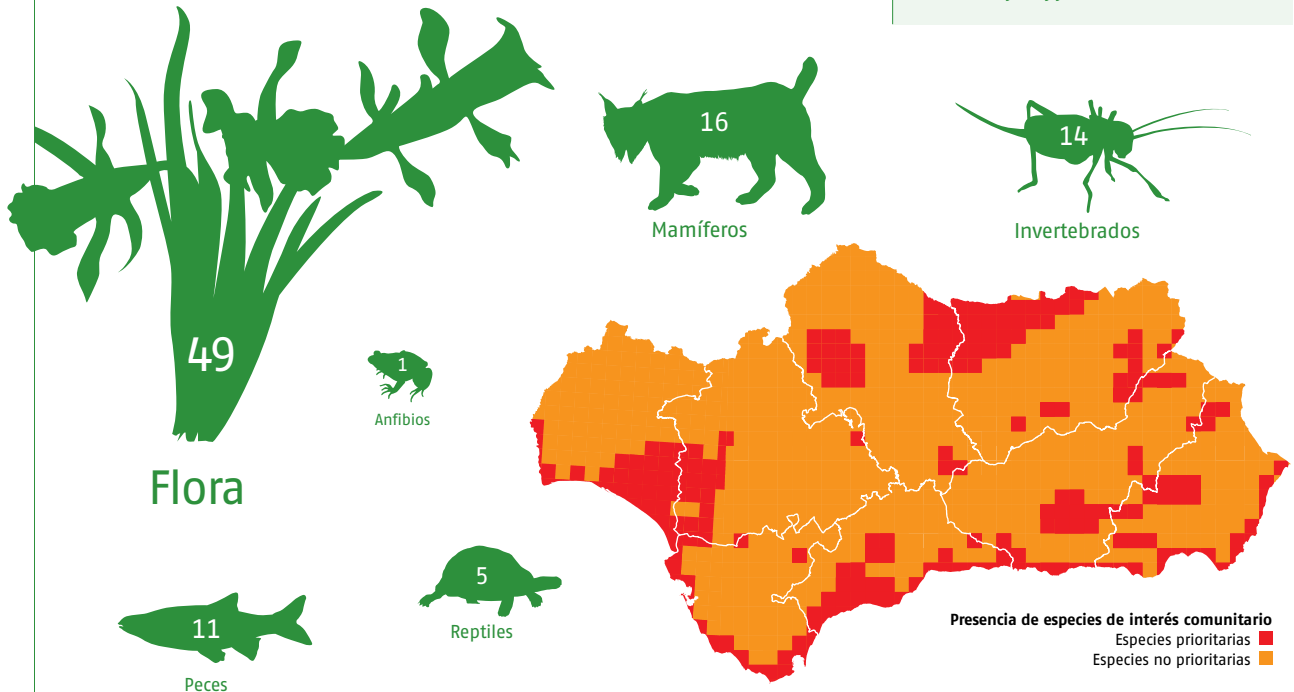 16
14
Mamíferos
Invertebrados
49
1
Anfibios
Flora
5
Reptiles
11
Peces
Presencia de especies de interés comunitario
Especies prioritarias
Especies no prioritarias